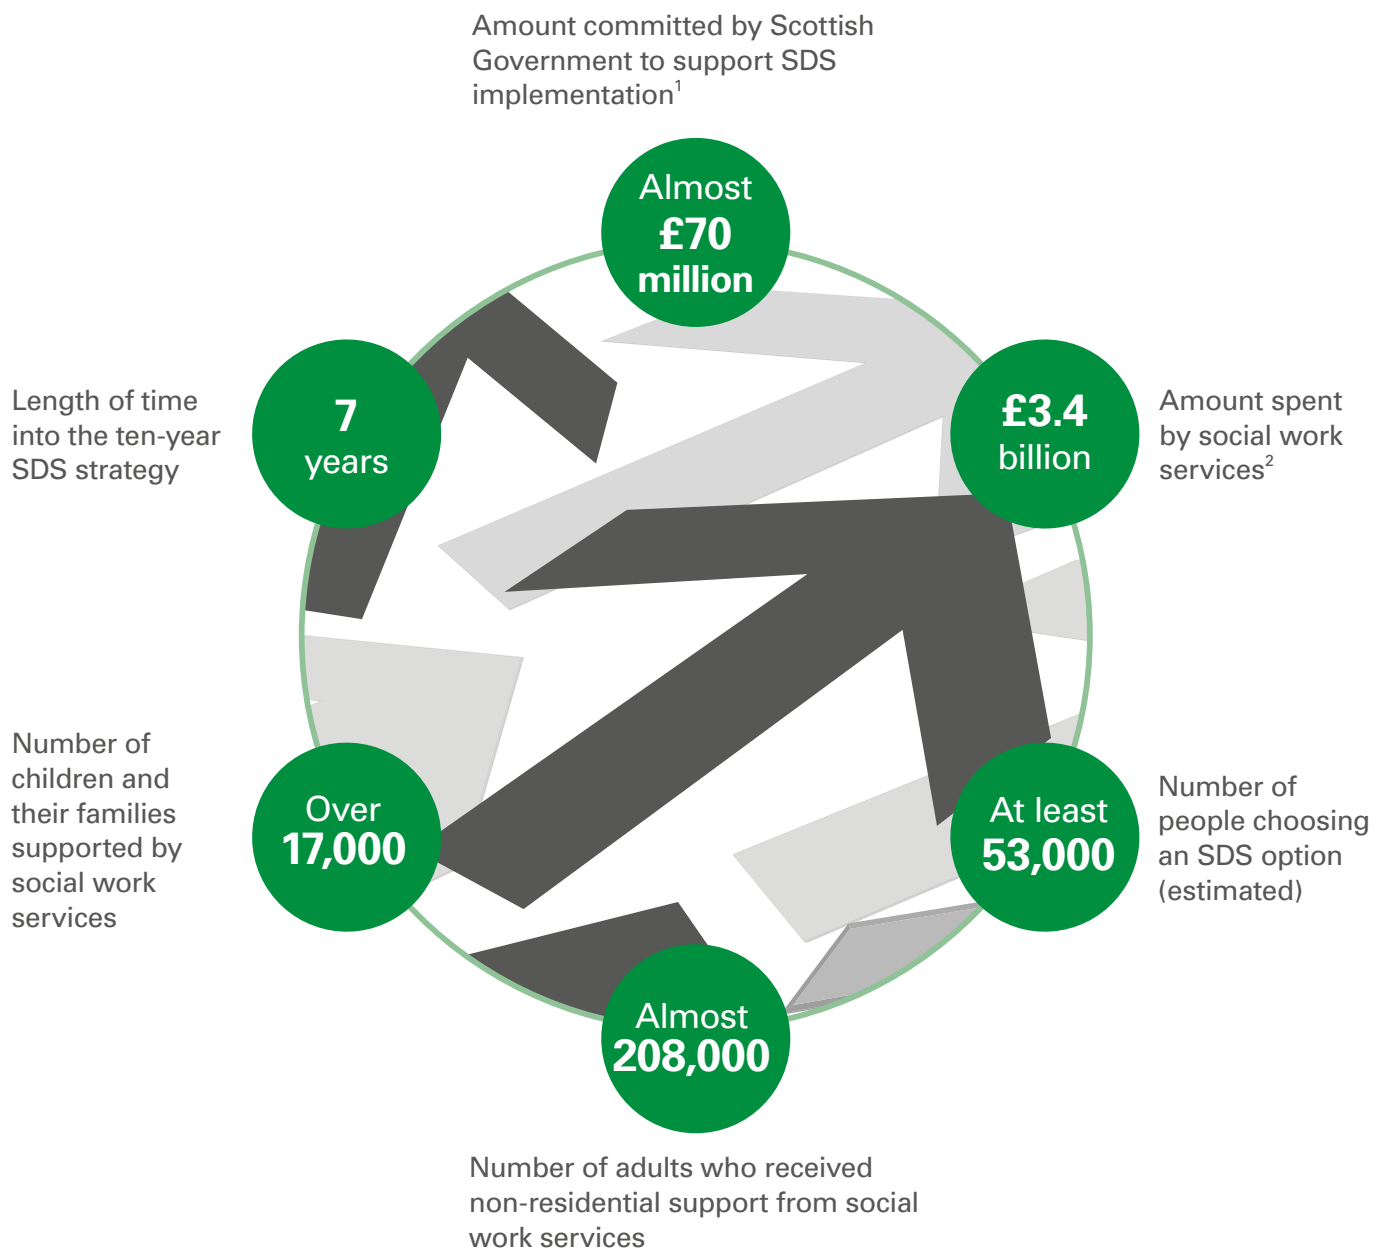 Amount committed by Scottish
Government to support SDS
implementation1
Almost
£70
million
£3.4
billion
Amount spent
by social work
services2
At least
53,000
Number of
people choosing
an SDS option
(estimated)
Almost
208,000
Number of adults who received
non-residential support from social
work services
Over
17,000
Number of
children and
their families
supported by
social work
services
7
years
Length of time
into the ten-year
SDS strategy